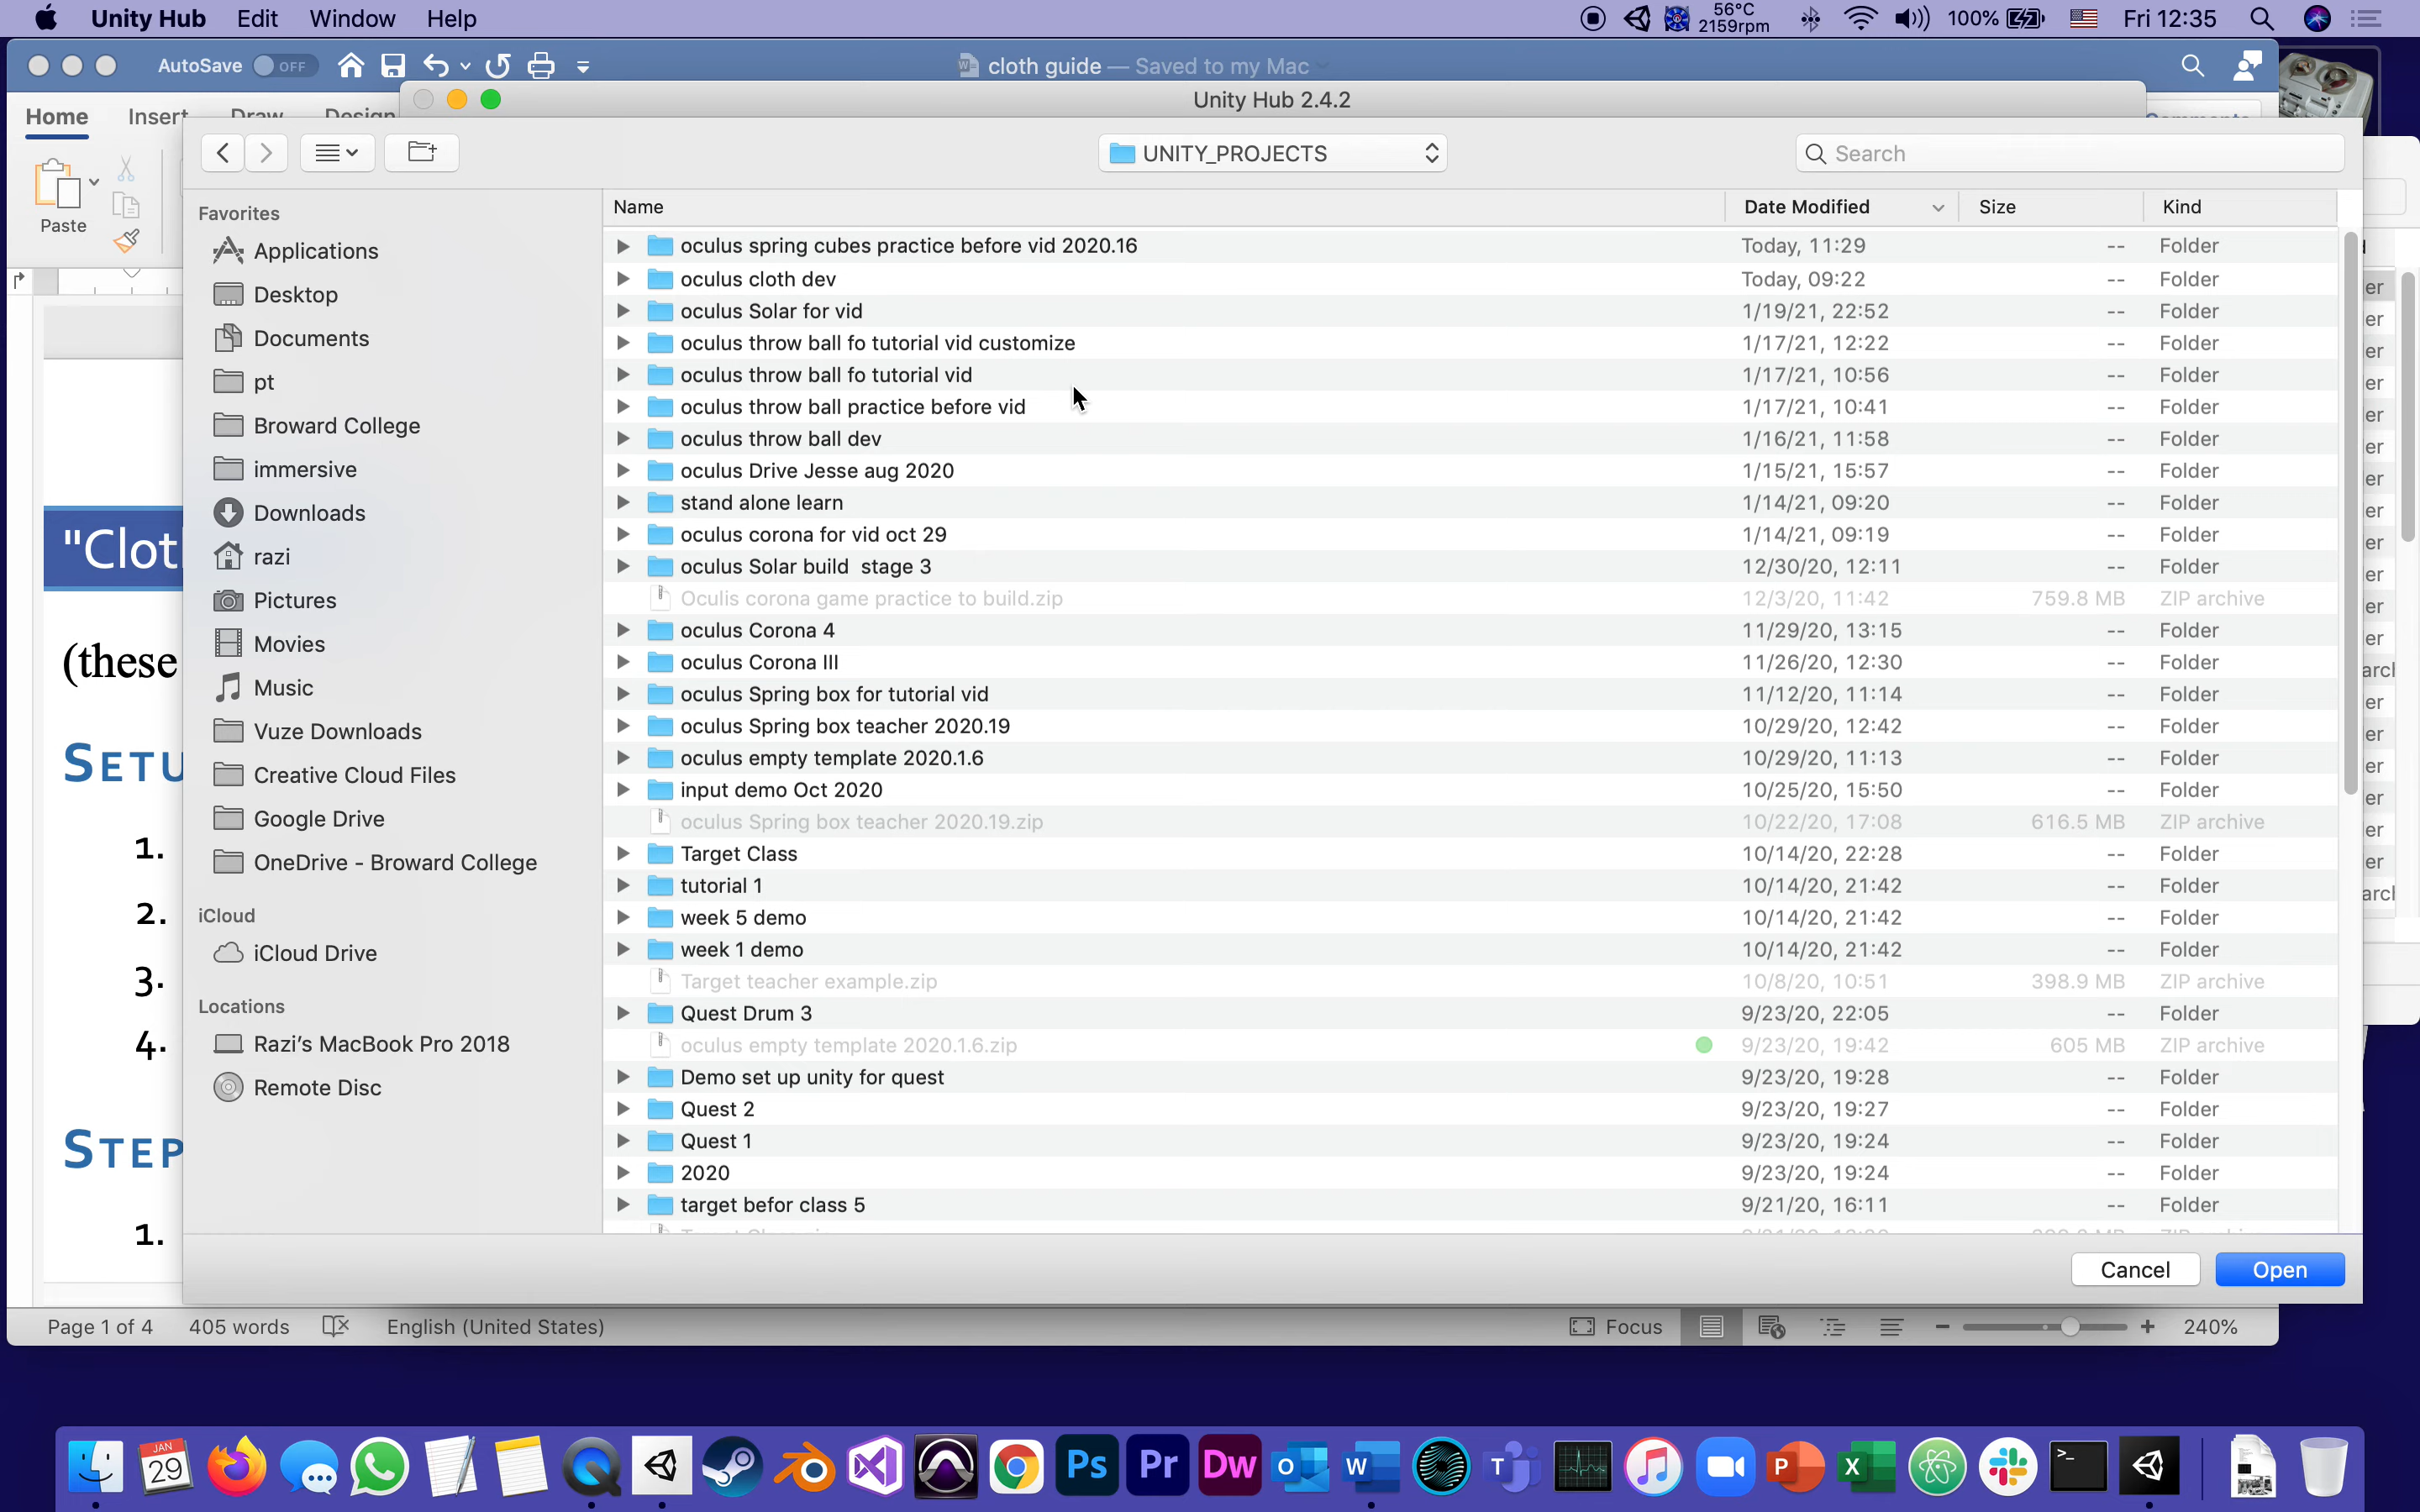 Unity Hub Edit Window Help
56°C
2159rpm
100%
Fri 12:35
AutoSave OFF
cloth guide — Saved to my Mac
Home Insert Draw Design
Unity Hub 2.4.2
Paste
UNITY_PROJECTS
Search
Favorites
Applications
Desktop
Documents
pt
Broward College
immersive
Downloads
razi
Pictures
Movies
Music
Vuze Downloads
Creative Cloud Files
Google Drive
OneDrive - Broward College
iCloud
iCloud Drive
Locations
Razi's MacBook Pro 2018
Remote Disc
Name Date Modified Size Kind
oculus spring cubes practice before vid 2020.16 Today, 11:29 -- Folder
oculus cloth dev Today, 09:22 -- Folder
oculus Solar for vid 1/19/21, 22:52 -- Folder
oculus throw ball fo tutorial vid customize 1/17/21, 12:22 -- Folder
oculus throw ball fo tutorial vid 1/17/21, 10:56 -- Folder
oculus throw ball practice before vid 1/17/21, 10:41 -- Folder
oculus throw ball dev 1/16/21, 11:58 -- Folder
oculus Drive Jesse aug 2020 1/15/21, 15:57 -- Folder
stand alone learn 1/14/21, 09:20 -- Folder
oculus corona for vid oct 29 1/14/21, 09:19 -- Folder
oculus Solar build  stage 3 12/30/20, 12:11 -- Folder
Oculis corona game practice to build.zip 12/3/20, 11:42 759.8 MB ZIP archive
oculus Corona 4 11/29/20, 13:15 -- Folder
oculus Corona III 11/26/20, 12:30 -- Folder
oculus Spring box for tutorial vid 11/12/20, 11:14 -- Folder
oculus Spring box teacher 2020.19 10/29/20, 12:42 -- Folder
oculus empty template 2020.1.6 10/29/20, 11:13 -- Folder
input demo Oct 2020 10/25/20, 15:50 -- Folder
oculus Spring box teacher 2020.19.zip 10/22/20, 17:08 616.5 MB ZIP archive
Target Class 10/14/20, 22:28 -- Folder
tutorial 1 10/14/20, 21:42 -- Folder
week 5 demo 10/14/20, 21:42 -- Folder
week 1 demo 10/14/20, 21:42 -- Folder
Target teacher example.zip 10/8/20, 10:51 398.9 MB ZIP archive
Quest Drum 3 9/23/20, 22:05 -- Folder
oculus empty template 2020.1.6.zip 9/23/20, 19:42 605 MB ZIP archive
Demo set up unity for quest 9/23/20, 19:28 -- Folder
Quest 2 9/23/20, 19:27 -- Folder
Quest 1 9/23/20, 19:24 -- Folder
2020 9/23/20, 19:24 -- Folder
target befor class 5 9/21/20, 16:11 -- Folder
Cancel Open
"Clot
(these
SETU
1.
2.
3.
4.
STEP
1.
Page 1 of 4 405 words English (United States) Focus 240%
JAN
29
Ps Pr Dw O W T P X